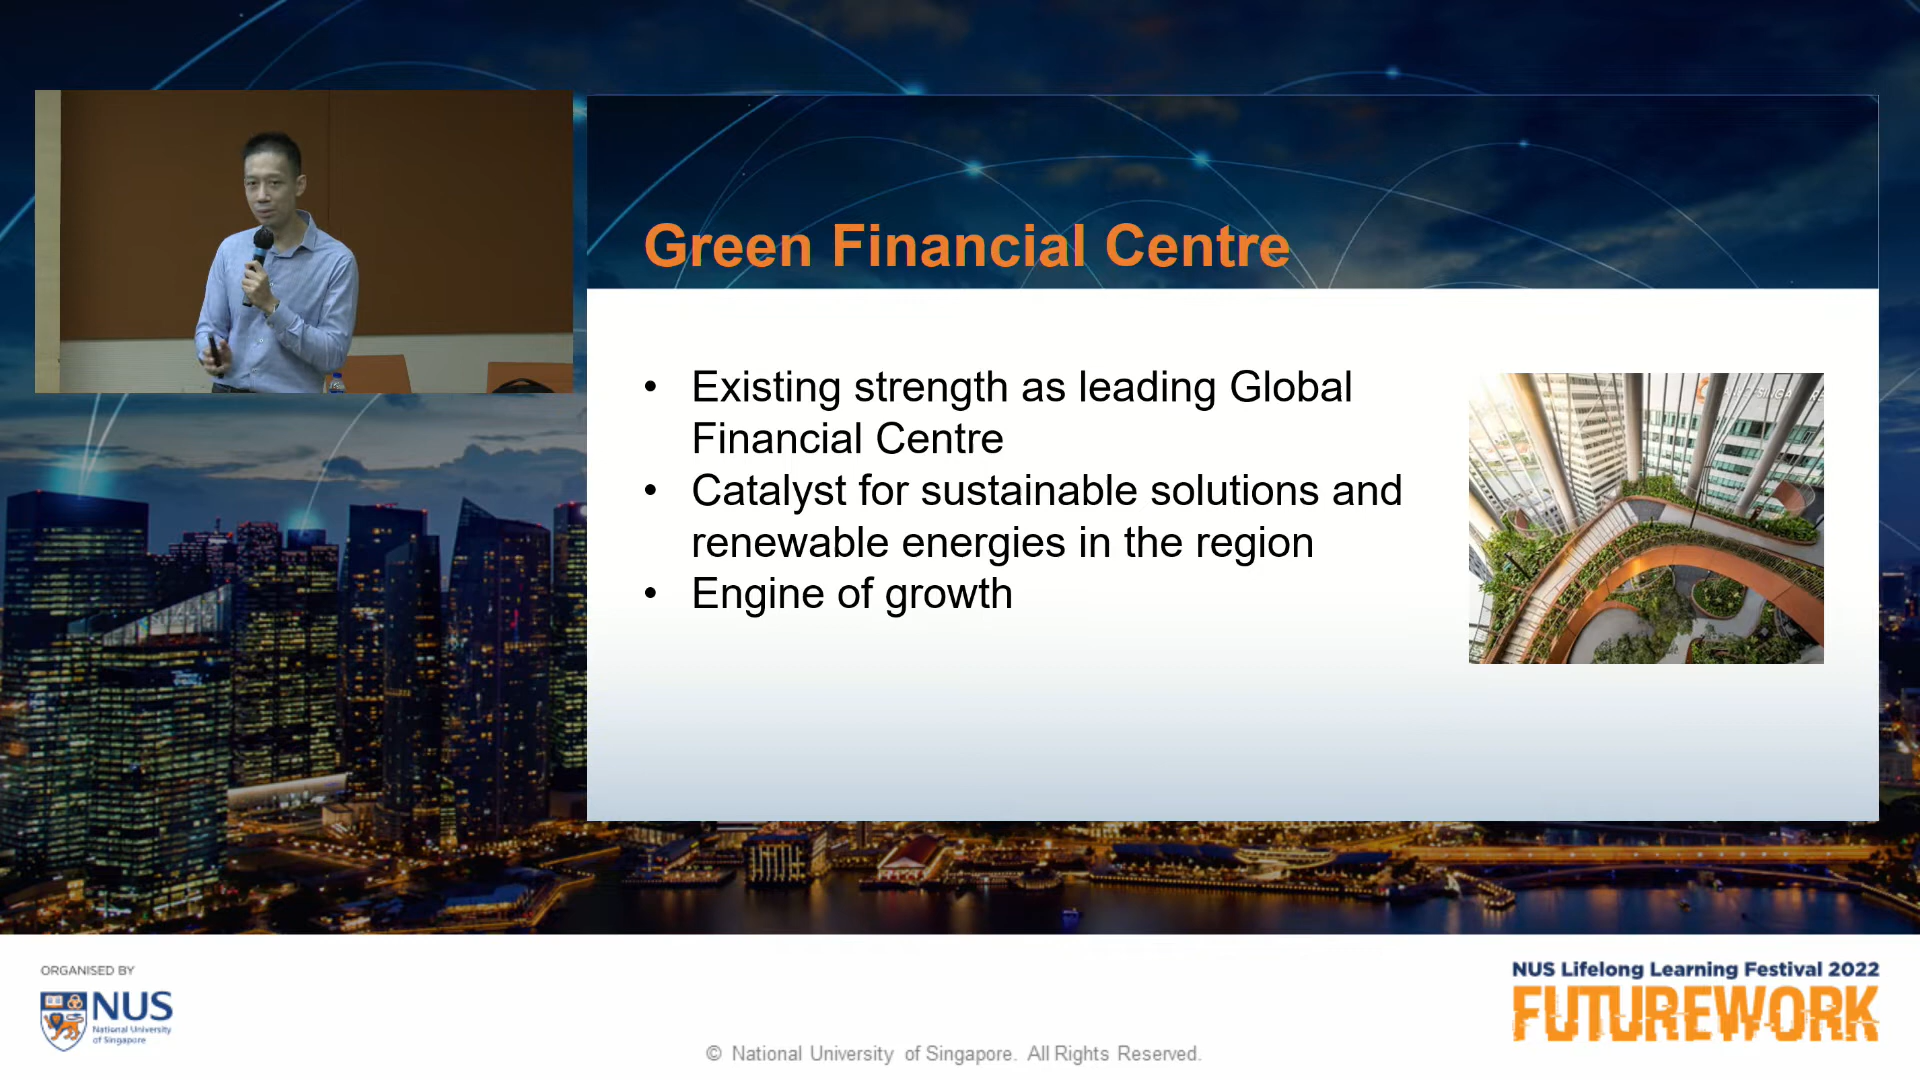 Green Financial Centre
• Existing strength as leading Global
Financial Centre
• Catalyst for sustainable solutions and
renewable energies in the region
• Engine of growth
ORGANISED BY
NUS
National University
of Singapore
© National University of Singapore. All Rights Reserved.
NUS Lifelong Learning Festival 2022
FUTUREWORK